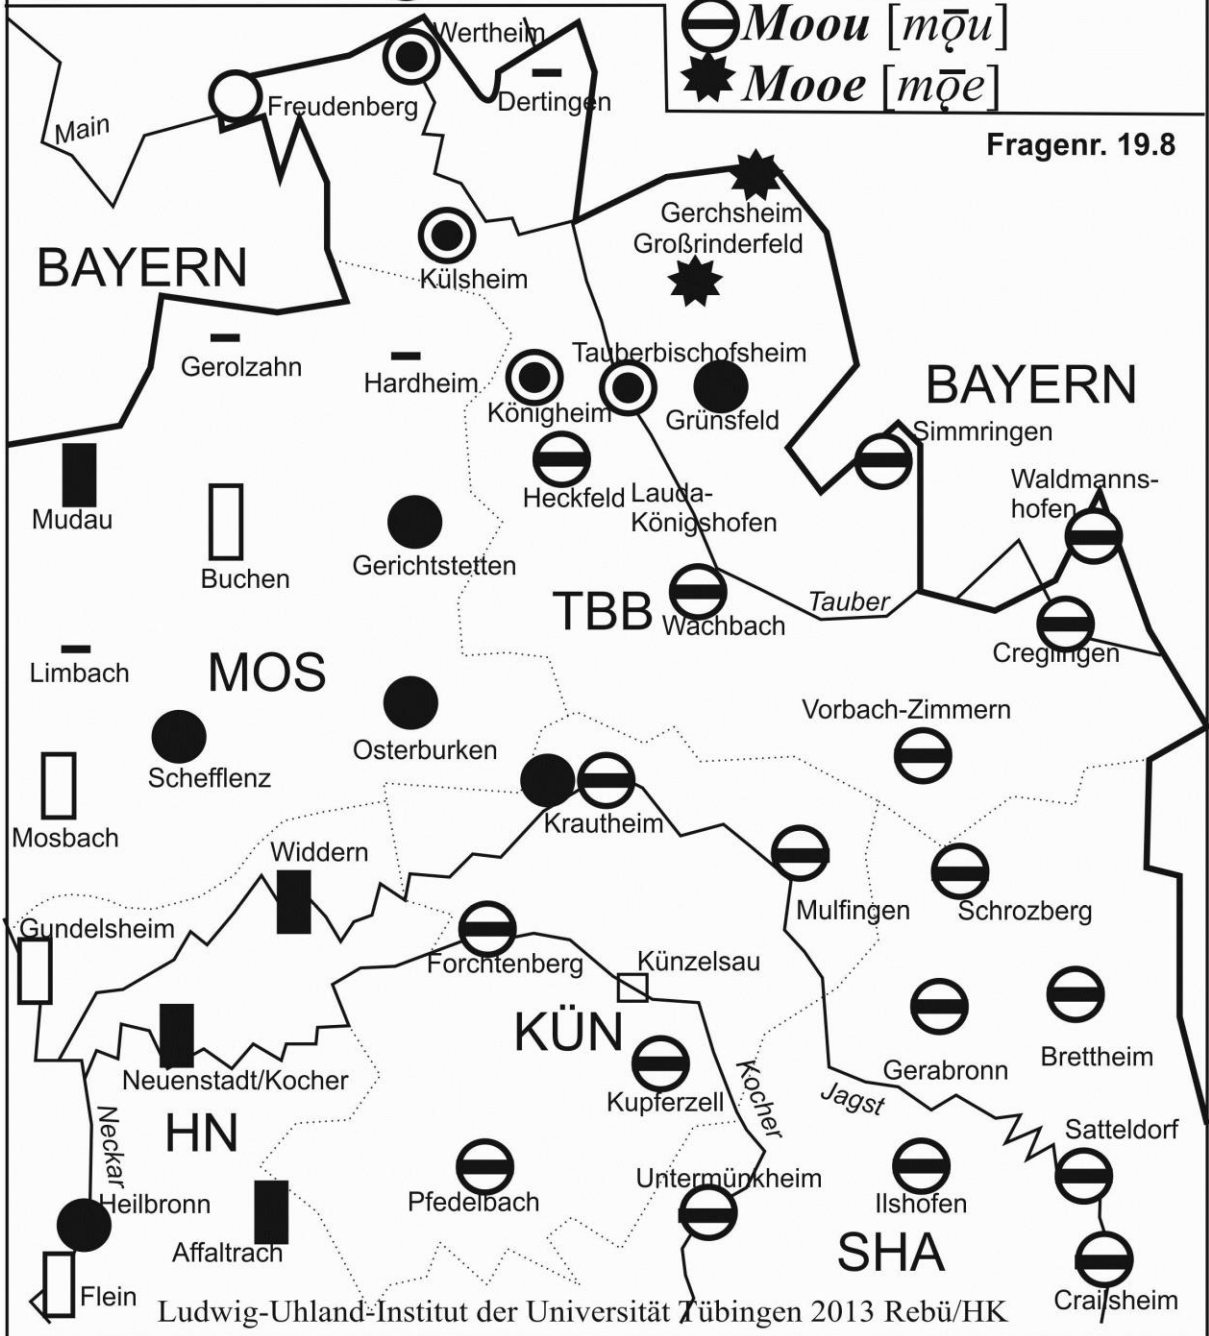 Moou [mǭu]
Mooe [mǭe]
Wertheim
Dertingen
Freudenberg
Main
Fragenr. 19.8
Gerchsheim
Großrinderfeld
BAYERN
Külsheim
Gerolzahn
Hardheim
Tauberbischofsheim
Königheim
Grünsfeld
BAYERN
Simmringen
Heckfeld
Lauda-
Königshofen
Waldmanns-
hofen
Mudau
Buchen
Gerichtstetten
TBB
Wachbach
Tauber
Creglingen
Limbach
MOS
Vorbach-Zimmern
Schefflenz
Osterburken
Mosbach
Krautheim
Widdern
Mulfingen
Schrozberg
Gundelsheim
Forchtenberg
Künzelsau
KÜN
Gerabronn
Brettheim
Neuenstadt/Kocher
Kupferzell
Kocher
Jagst
HN
Neckar
Satteldorf
Heilbronn
Pfedelbach
Untermünkheim
Ilshofen
Affaltrach
SHA
Flein
Crailsheim
Ludwig-Uhland-Institut der Universität Tübingen 2013 Rebü/HK